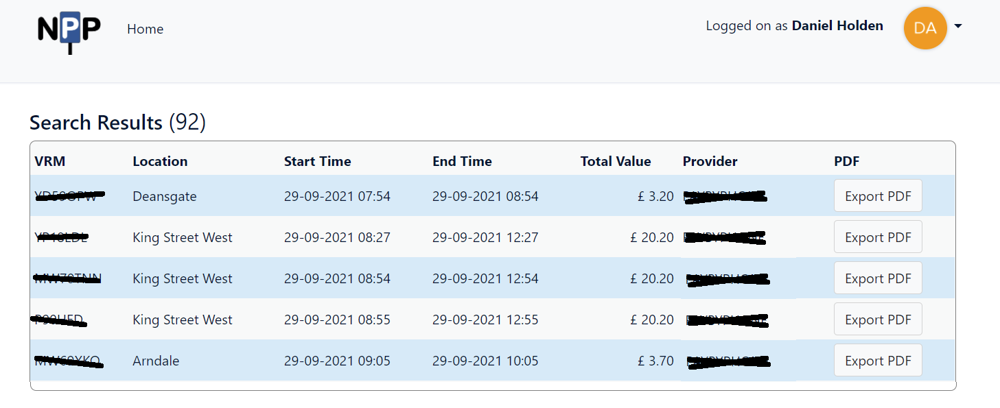 NPP Home Logged on as Daniel Holden DA
Search Results (92)
VRM Location Start Time End Time Total Value Provider PDF
Deansgate 29-09-2021 07:54 29-09-2021 08:54 £ 3.20 Export PDF
King Street West 29-09-2021 08:27 29-09-2021 12:27 £ 20.20 Export PDF
King Street West 29-09-2021 08:54 29-09-2021 12:54 £ 20.20 Export PDF
King Street West 29-09-2021 08:55 29-09-2021 12:55 £ 20.20 Export PDF
Arndale 29-09-2021 09:05 29-09-2021 10:05 £ 3.70 Export PDF